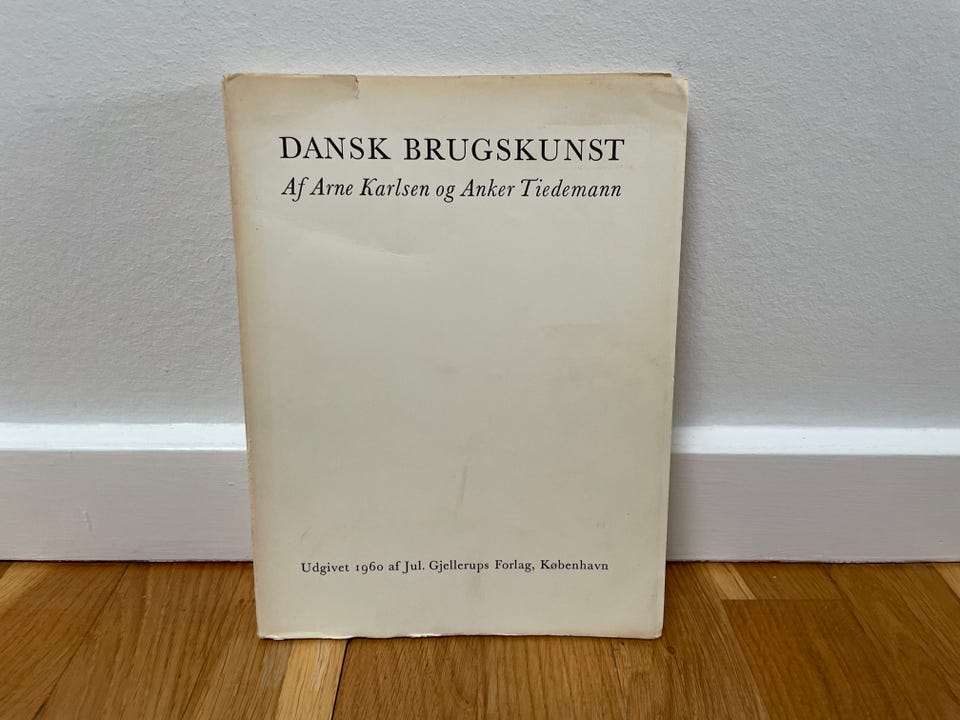 DANSK BRUGSKUNST
Af Arne Karlsen og Anker Tiedemann
Udgivet 1960 af Jul. Gjellerups Forlag, København